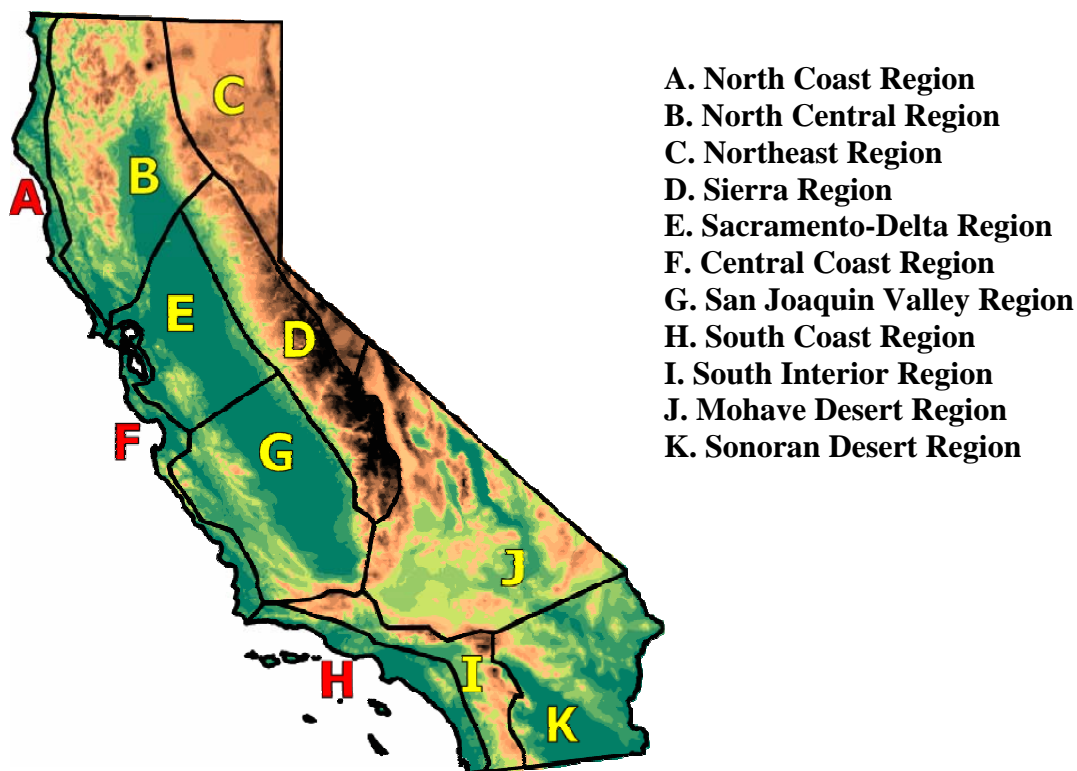 A. North Coast Region
B. North Central Region
C. Northeast Region
D. Sierra Region
E. Sacramento-Delta Region
F. Central Coast Region
G. San Joaquin Valley Region
H. South Coast Region
I. South Interior Region
J. Mohave Desert Region
K. Sonoran Desert Region
C
B
A
E
D
F
G
J
I
H
K